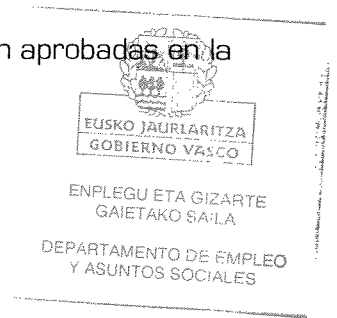 n aprobadas en la
EUSKO JAURLARITZA
GOBIERNO VASCO
ENPLEGU ETA GIZARTE
GAIETAKO SAILA
DEPARTAMENTO DE EMPLEO
Y ASUNTOS SOCIALES